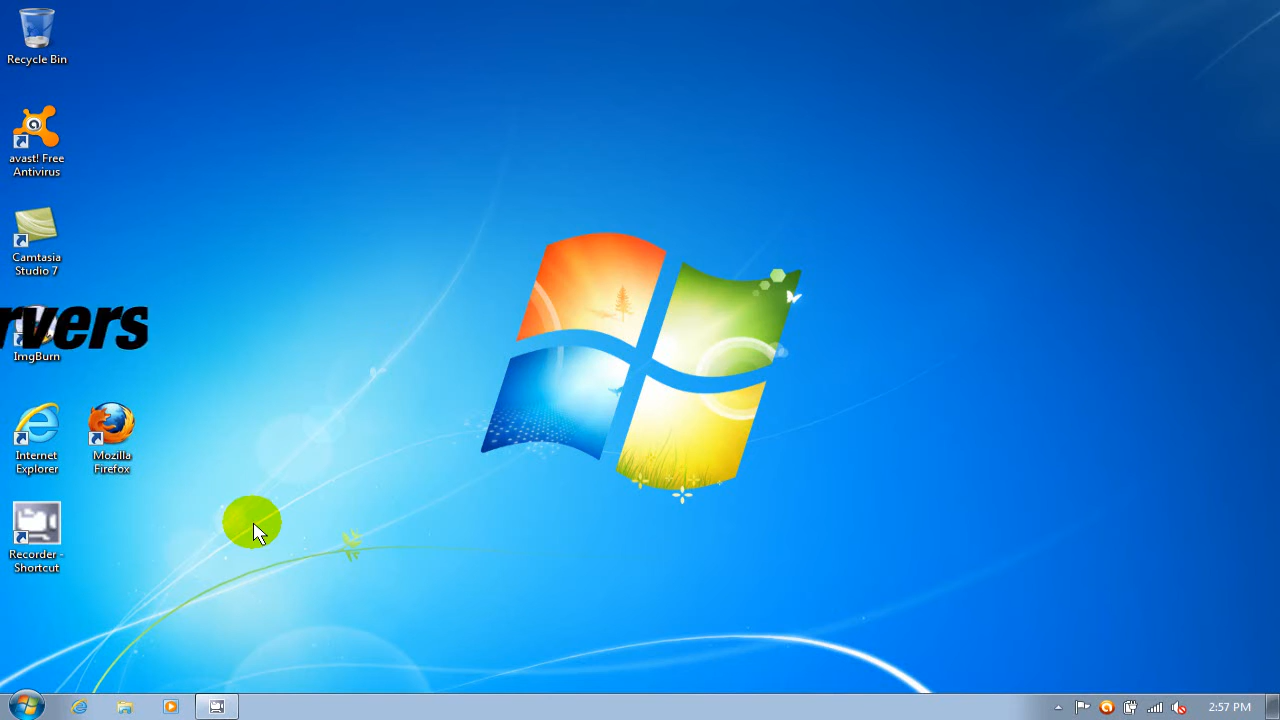 Recycle Bin
avast! Free
Antivirus
Camtasia
Studio 7
rvers
ImgBurn
Internet
Explorer
Mozilla
Firefox
Recorder -
Shortcut
2:57 PM